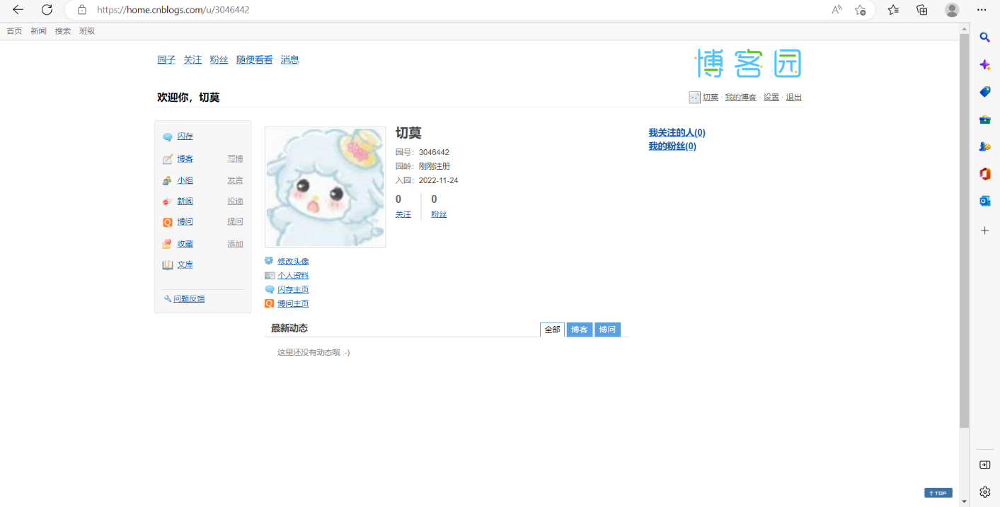 https://home.cnblogs.com/u/3046442
首页 新闻 搜索 班级
园子 关注 粉丝 随便看看 消息
博客园
欢迎你，切莫
切莫 · 我的博客 · 设置 · 退出
闪存
博客 写博
小组 发言
新闻 投递
博问 提问
收藏 添加
文库
问题反馈
切莫
园号：3046442
园龄：刚刚注册
入园：2022-11-24
0 0
关注 粉丝
修改头像
个人资料
闪存主页
博问主页
我关注的人(0)
我的粉丝(0)
最新动态 全部 博客 博问
这里还没有动态哦 :-)
TOP